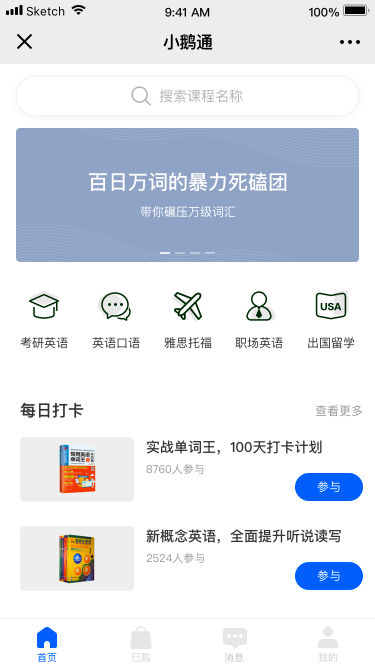 Sketch 9:41 AM 100%
小鹅通
搜索课程名称
百日万词的暴力死磕团
带你碾压万级词汇
USA
考研英语 英语口语 雅思托福 职场英语 出国留学
每日打卡 查看更多
实战单词王，100天打卡计划
8760人参与
参与
新概念英语，全面提升听说读写
2524人参与
参与
首页 已购 消息 我的